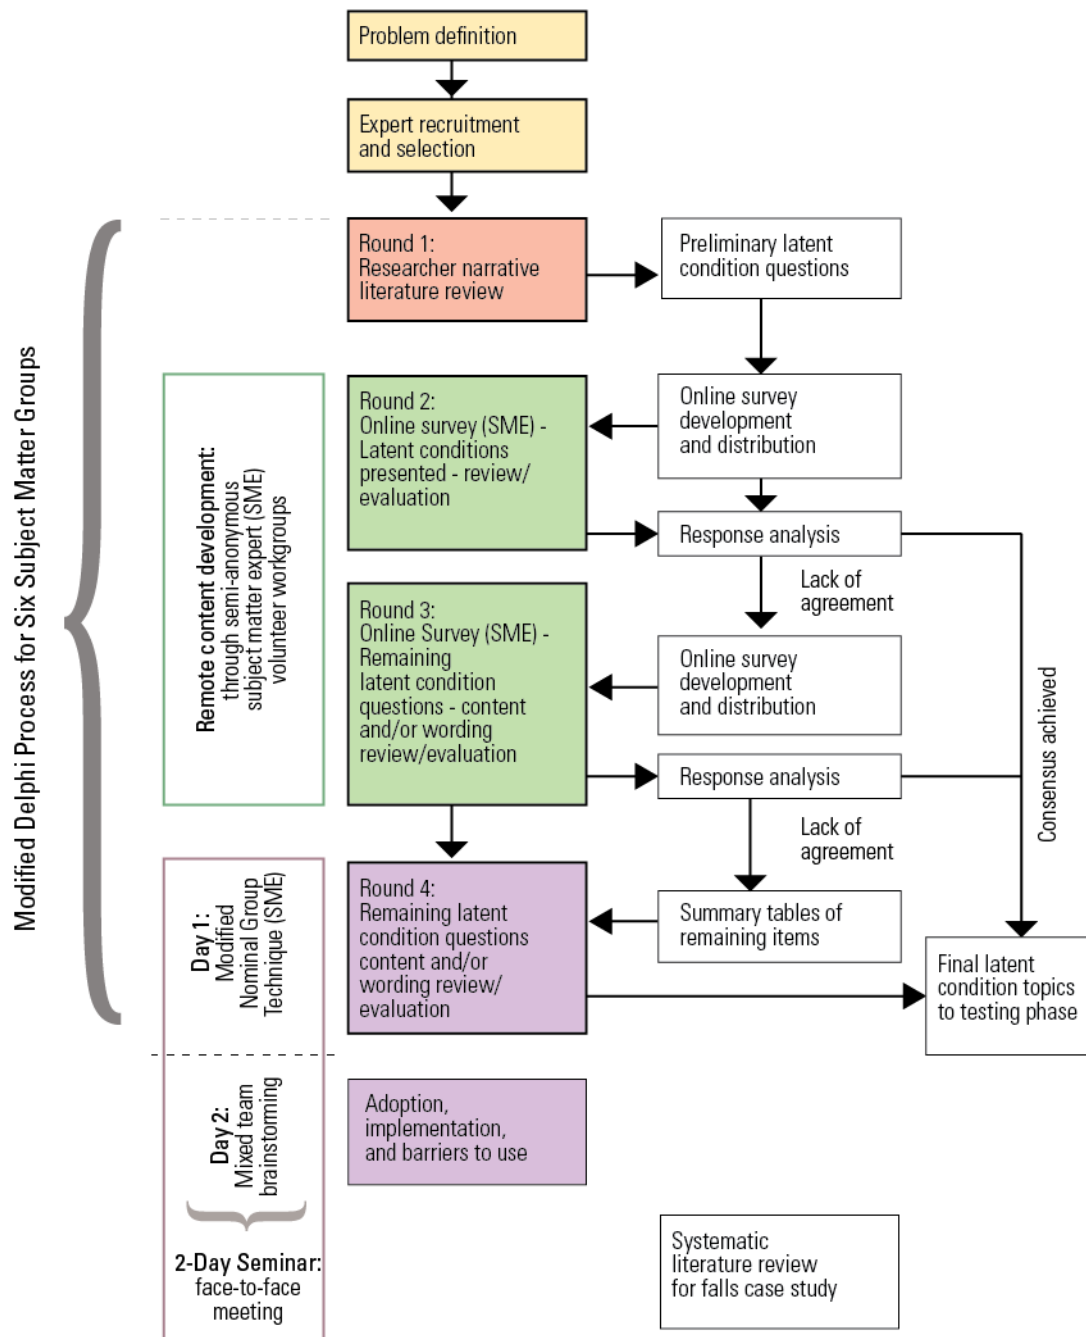 Problem definition
Expert recruitment
and selection
Round 1:
Researcher narrative
literature review
Preliminary latent
condition questions
Modified Delphi Process for Six Subject Matter Groups
Remote content development:
through semi-anonymous
subject matter expert (SME)
volunteer workgroups
Round 2:
Online survey (SME) -
Latent conditions
presented - review/
evaluation
Online survey
development
and distribution
Response analysis
Lack of
agreement
Round 3:
Online Survey (SME) -
Remaining
latent condition
questions - content
and/or wording
review/evaluation
Online survey
development
and distribution
Response analysis
Lack of
agreement
Consensus achieved
Day 1:
Modified
Nominal Group
Technique (SME)
Round 4:
Remaining latent
condition questions
content and/or
wording review/
evaluation
Summary tables of
remaining items
Final latent
condition topics
to testing phase
Day 2:
Mixed team
brainstorming
Adoption,
implementation,
and barriers to use
2-Day Seminar:
face-to-face
meeting
Systematic
literature review
for falls case study